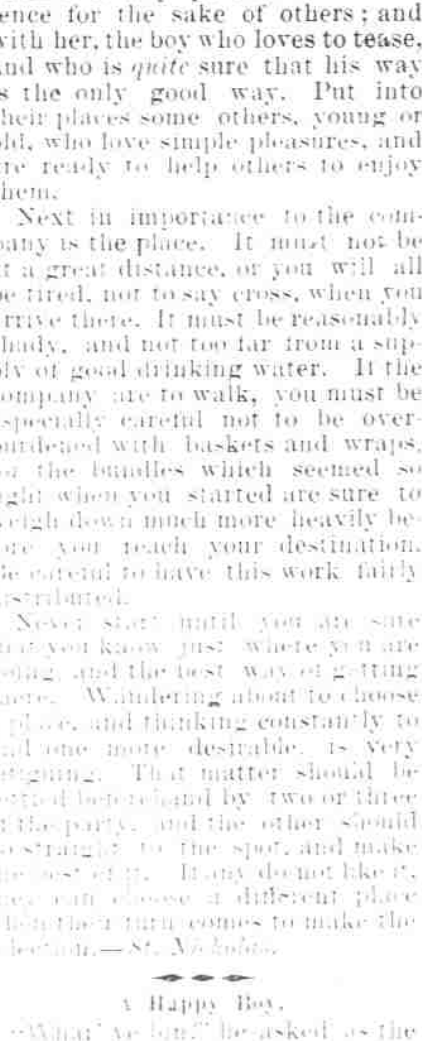 ence for the sake of others; and
with her, the boy who loves to tease,
and who is quite sure that his way
is the only good way. Put into
their places some others, young or
old, who love simple pleasures, and
are ready to help others to enjoy
them.
Next in importance to the com-
pany is the place. It must not be
at a great distance, or you will all
be tired, not to say cross, when you
arrive there. It must be reasonably
shady, and not too far from a sup-
ply of good drinking water. If the
company are to walk, you must be
especially careful not to be over-
burdened with baskets and wraps,
for the bundles which seemed so
light when you started are sure to
weigh down much more heavily be-
fore you reach your destination.
Be careful to have this work fairly
distributed.
Never start until you are sure
that you know just where you are
going, and the best way of getting
there. Wandering about to choose
place, and thinking constantly to
find one more desirable, is very
fatiguing. That matter should be
settled beforehand by two or three
of the party, and the other should
go straight to the spot, and make
the best of it. If any do not like it,
they can choose a different place
when their turn comes to make the
selection.—St. Nicholas.
A Happy Boy.
he asked as the